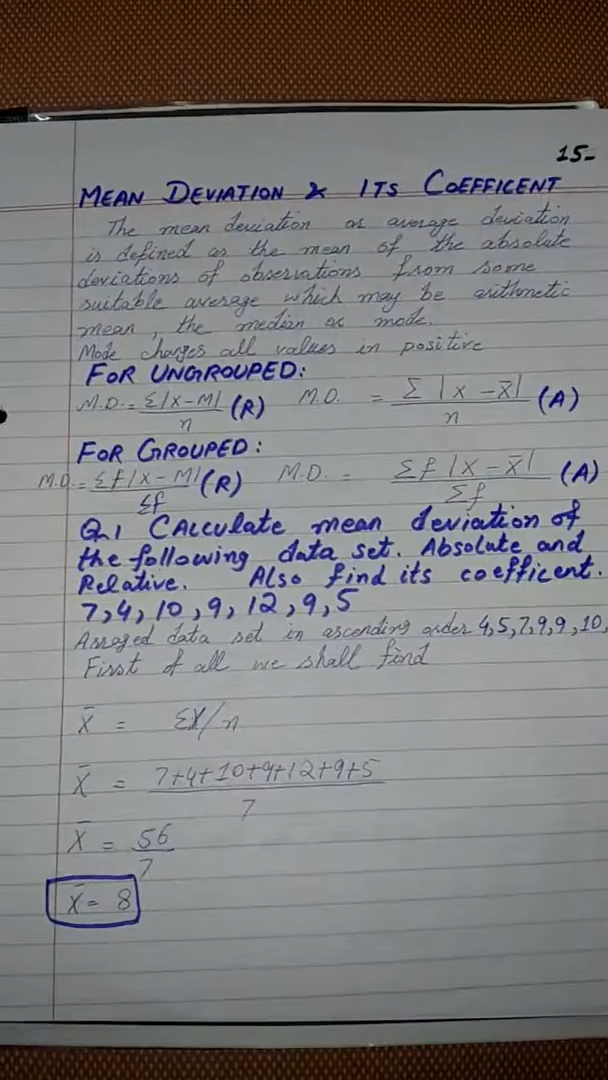 15-
MEAN DEVIATION & ITS COEFFICENT
The mean deviation or average deviation
is defined as the mean of the absolute
deviations of observations from some
suitable average which may be arithmetic
mean, the median or mode.
Mode changes all values in positive
FOR UNGROUPED:
M.D. = Σ|X-M|/n (R) M.D. = Σ|X-X̄|/n (A)
FOR GROUPED:
M.D. = Σf|X-M|/Σf (R) M.D. = Σf|X-X̄|/Σf (A)
Q.1 CALCulate mean deviation of
the following data set. Absolute and
Relative. Also find its coefficent.
7,4,10,9,12,9,5
Arraged data set in ascending order 4,5,7,9,9,10,
First of all we shall find
X̄ = ΣX/n
X̄ = 7+4+10+9+12+9+5/7
X̄ = 56/7
X̄ = 8